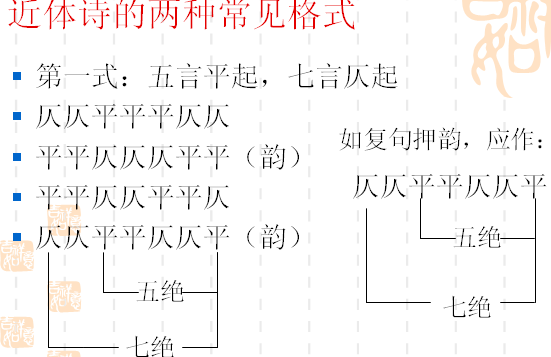 近体诗的两种常见格式
第一式：五言平起，七言仄起
仄仄平平平仄仄
平平仄仄仄平平（韵）
平平仄仄平平仄
仄仄平平仄仄平（韵）
五绝
七绝
如复句押韵，应作：
仄仄平平仄仄平
五绝
七绝